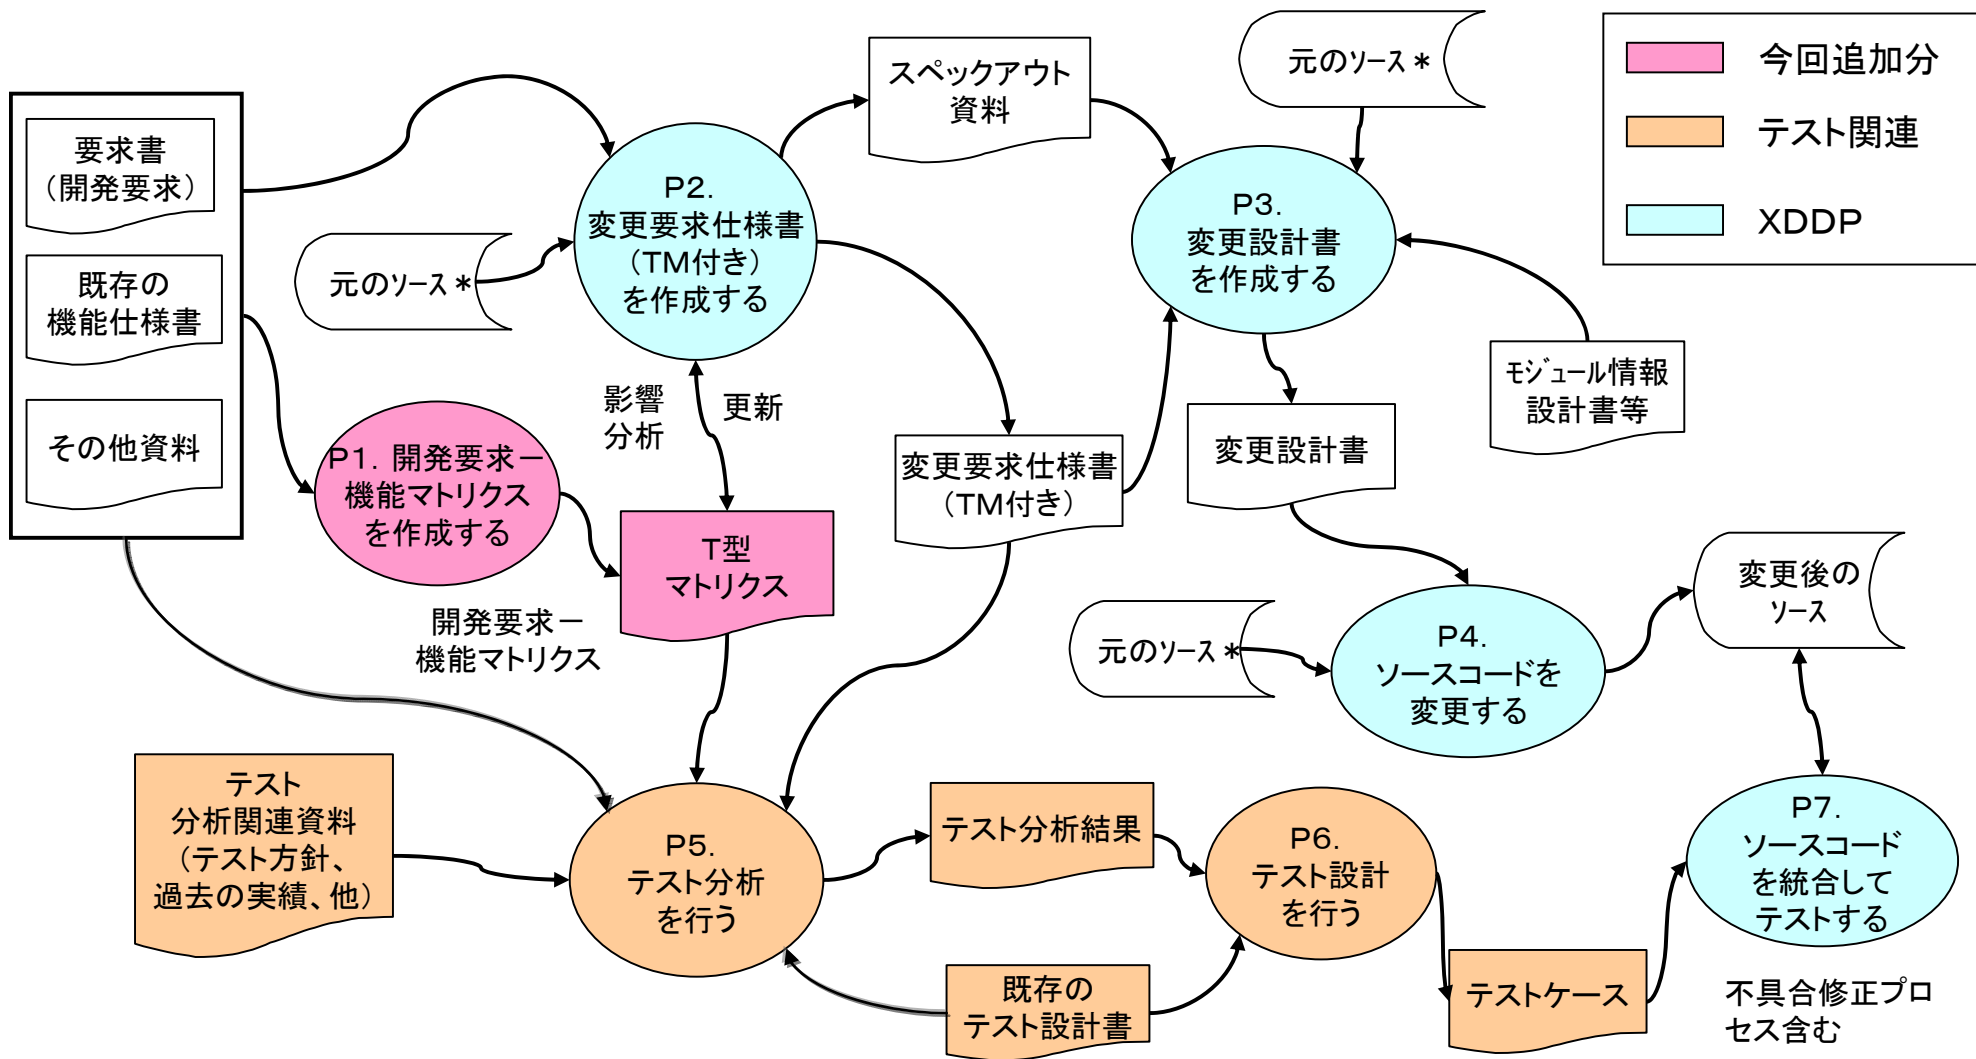 要求書
（開発要求）
既存の
機能仕様書
その他資料
元のｿｰｽ＊
P2．
変更要求仕様書
（TM付き）
を作成する
スペックアウト
資料
元のｿｰｽ＊
P3．
変更設計書
を作成する
今回追加分
テスト関連
XDDP
P1．開発要求－
機能マトリクス
を作成する
影響
分析
更新
T型
マトリクス
開発要求－
機能マトリクス
変更要求仕様書
（TM付き）
変更設計書
ﾓｼﾞｭｰﾙ情報
設計書等
元のｿｰｽ＊
P4．
ソースコードを
変更する
変更後の
ｿｰｽ
テスト
分析関連資料
（テスト方針、
過去の実績、他）
P5．
テスト分析
を行う
テスト分析結果
P6．
テスト設計
を行う
既存の
テスト設計書
テストケース
P7．
ソースコード
を統合して
テストする
不具合修正プロ
セス含む